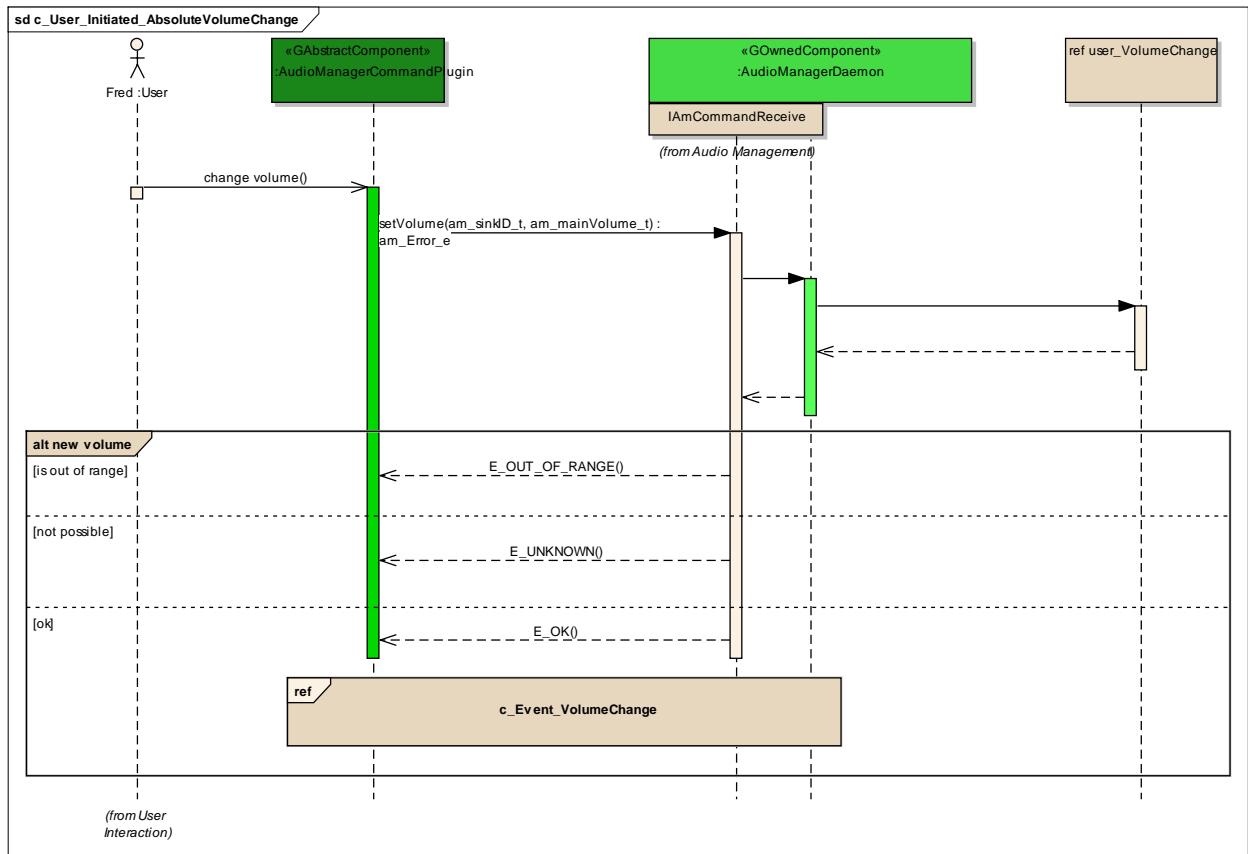 sd c_User_Initiated_AbsoluteVolumeChange
Fred :User
«GAbstractComponent»
:AudioManagerCommandPlugin
«GOwnedComponent»
:AudioManagerDaemon
ref user_VolumeChange
IAmCommandReceive
(from Audio Management)
change volume()
setVolume(am_sinkID_t, am_mainVolume_t) :
am_Error_e
alt new volume
[is out of range]
E_OUT_OF_RANGE()
[not possible]
E_UNKNOWN()
[ok]
E_OK()
ref
c_Event_VolumeChange
(from User
Interaction)